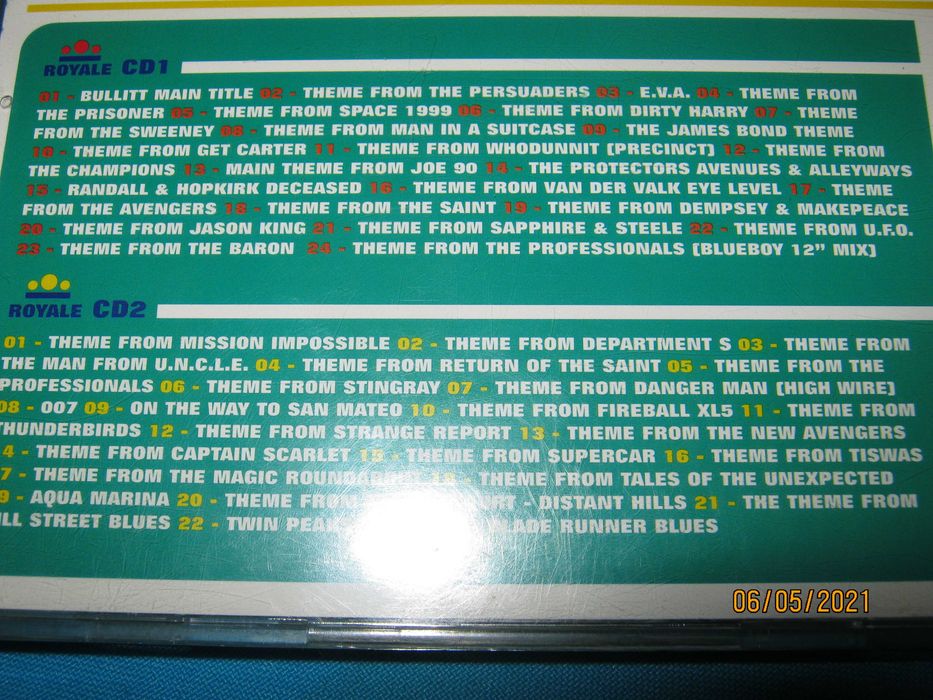 ROYALE CD1
01 - BULLITT MAIN TITLE 02 - THEME FROM THE PERSUADERS 03 - E.V.A. 04 - THEME FROM
THE PRISONER 05 - THEME FROM SPACE 1999 06 - THEME FROM DIRTY HARRY 07 - THEME
FROM THE SWEENEY 08 - THEME FROM MAN IN A SUITCASE 09 - THE JAMES BOND THEME
10 - THEME FROM GET CARTER 11 - THEME FROM WHODUNNIT (PRECINCT) 12 - THEME FROM
THE CHAMPIONS 13 - MAIN THEME FROM JOE 90 14 - THE PROTECTORS AVENUES & ALLEYWAYS
15 - RANDALL & HOPKIRK DECEASED 16 - THEME FROM VAN DER VALK EYE LEVEL 17 - THEME
FROM THE AVENGERS 18 - THEME FROM THE SAINT 19 - THEME FROM DEMPSEY & MAKEPEACE
20 - THEME FROM JASON KING 21 - THEME FROM SAPPHIRE & STEELE 22 - THEME FROM U.F.O.
23 - THEME FROM THE BARON 24 - THEME FROM THE PROFESSIONALS (BLUEBOY 12" MIX)
ROYALE CD2
01 - THEME FROM MISSION IMPOSSIBLE 02 - THEME FROM DEPARTMENT S 03 - THEME FROM
THE MAN FROM U.N.C.L.E. 04 - THEME FROM RETURN OF THE SAINT 05 - THEME FROM THE
PROFESSIONALS 06 - THEME FROM STINGRAY 07 - THEME FROM DANGER MAN (HIGH WIRE)
08 - 007 09 - ON THE WAY TO SAN MATEO 10 - THEME FROM FIREBALL XL5 11 - THEME FROM
THUNDERBIRDS 12 - THEME FROM STRANGE REPORT 13 - THEME FROM THE NEW AVENGERS
4 - THEME FROM CAPTAIN SCARLET 15 - THEME FROM SUPERCAR 16 - THEME FROM TISWAS
7 - THEME FROM THE MAGIC ROUNDABOUT 18 - THEME FROM TALES OF THE UNEXPECTED
9 - AQUA MARINA 20 - THEME FRO RT - DISTANT HILLS 21 - THE THEME FROM
ILL STREET BLUES 22 - TWIN PEAK BLADE RUNNER BLUES
06/05/2021